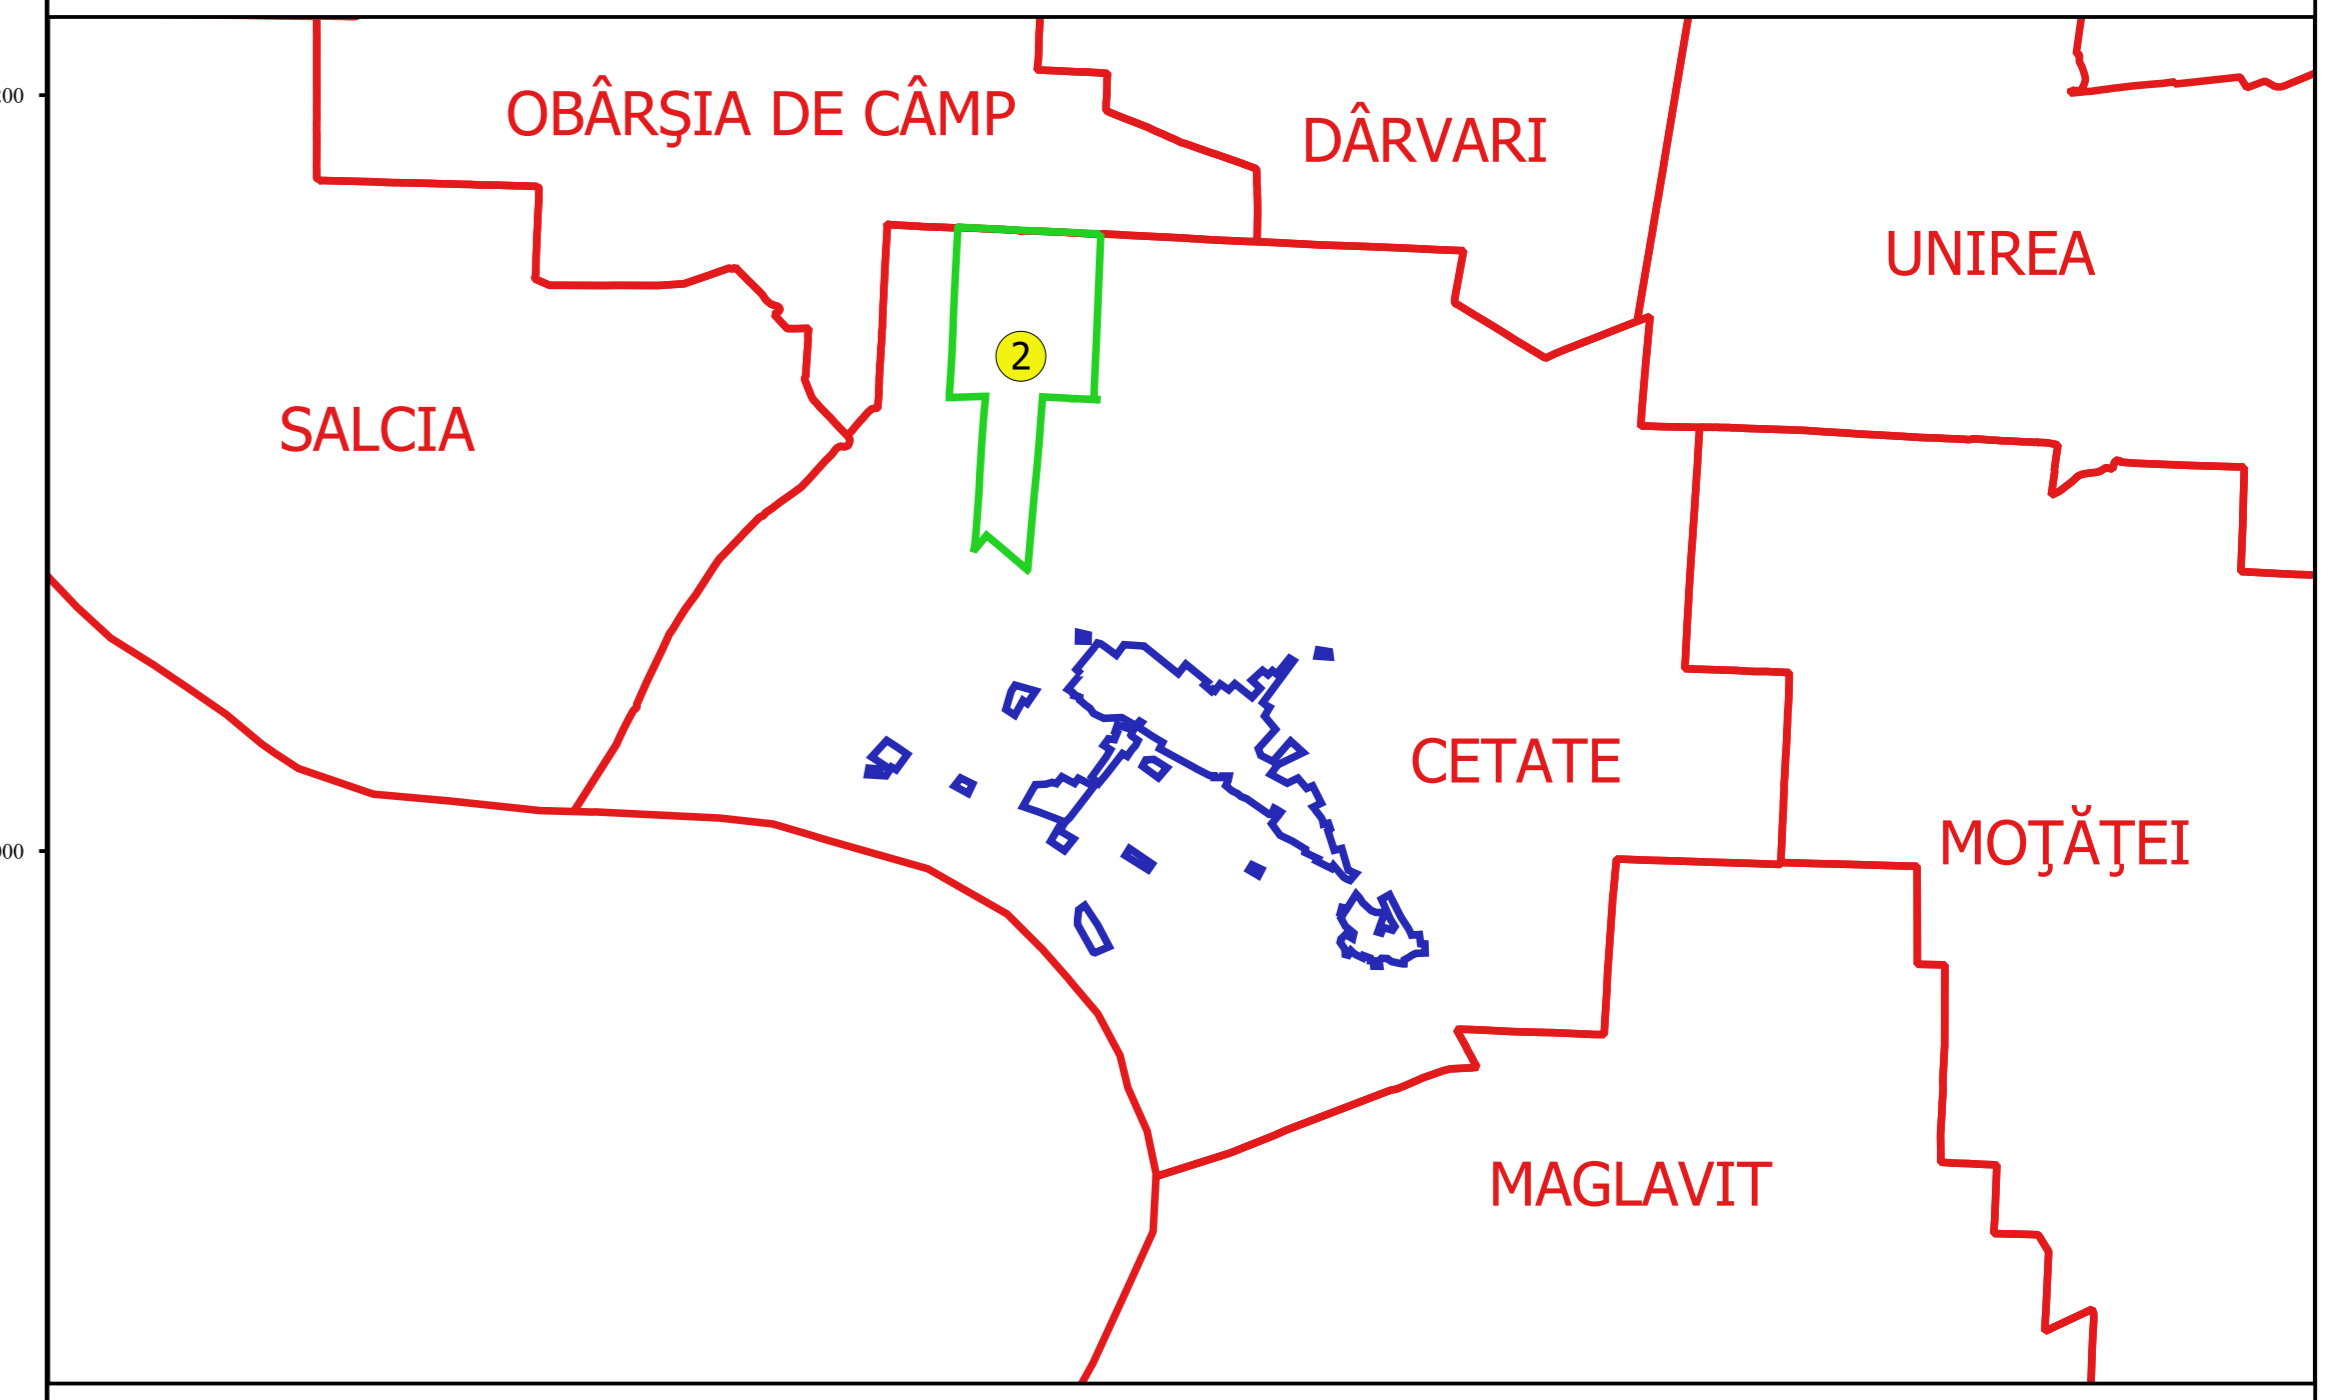 OBÂRŞIA DE CÂMP
DÂRVARI
UNIREA
2
SALCIA
CETATE
MOŢĂŢEI
MAGLAVIT